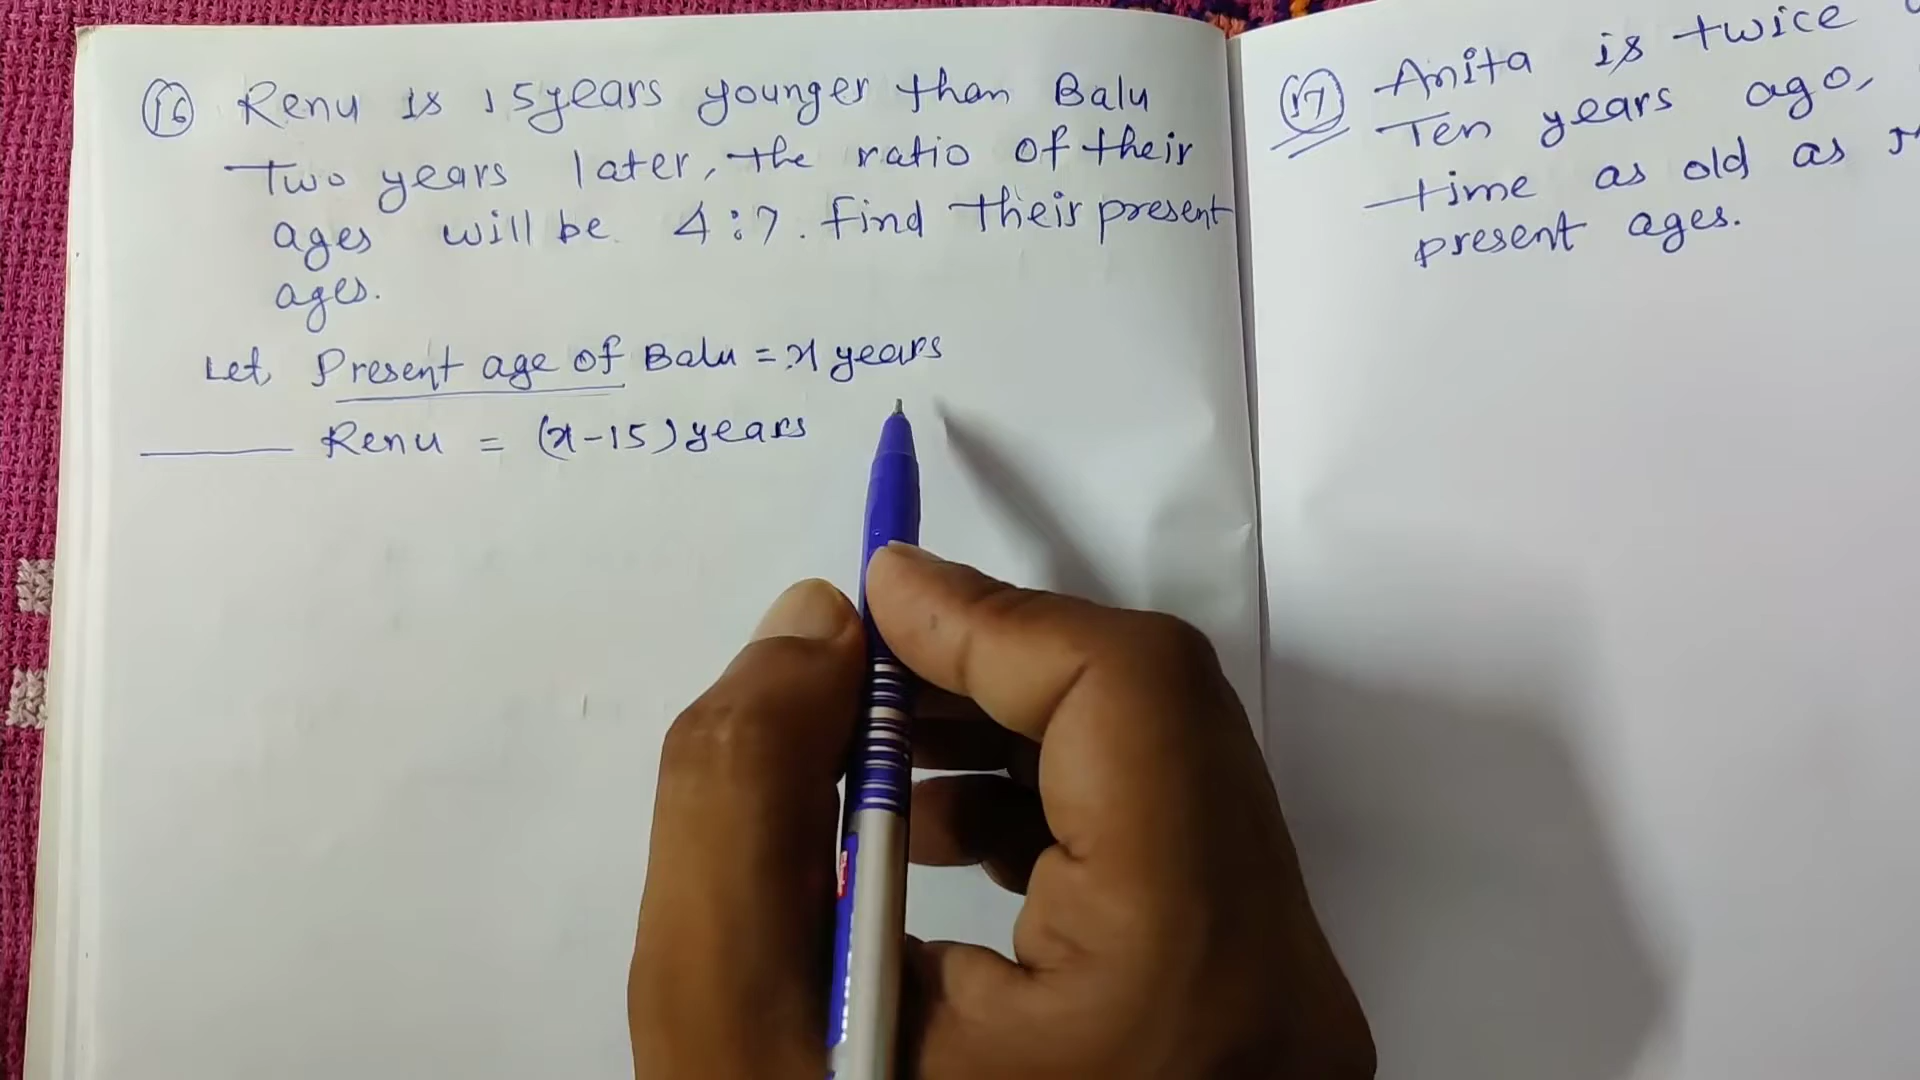 16 Renu is 15years younger than Balu
Two years later, the ratio of their
ages will be 4:7. Find their present
ages.
Let, Present age of Balu = x years
Renu = (x-15) years
17 Anita is twice
Ten years ago,
time as old as
present ages.